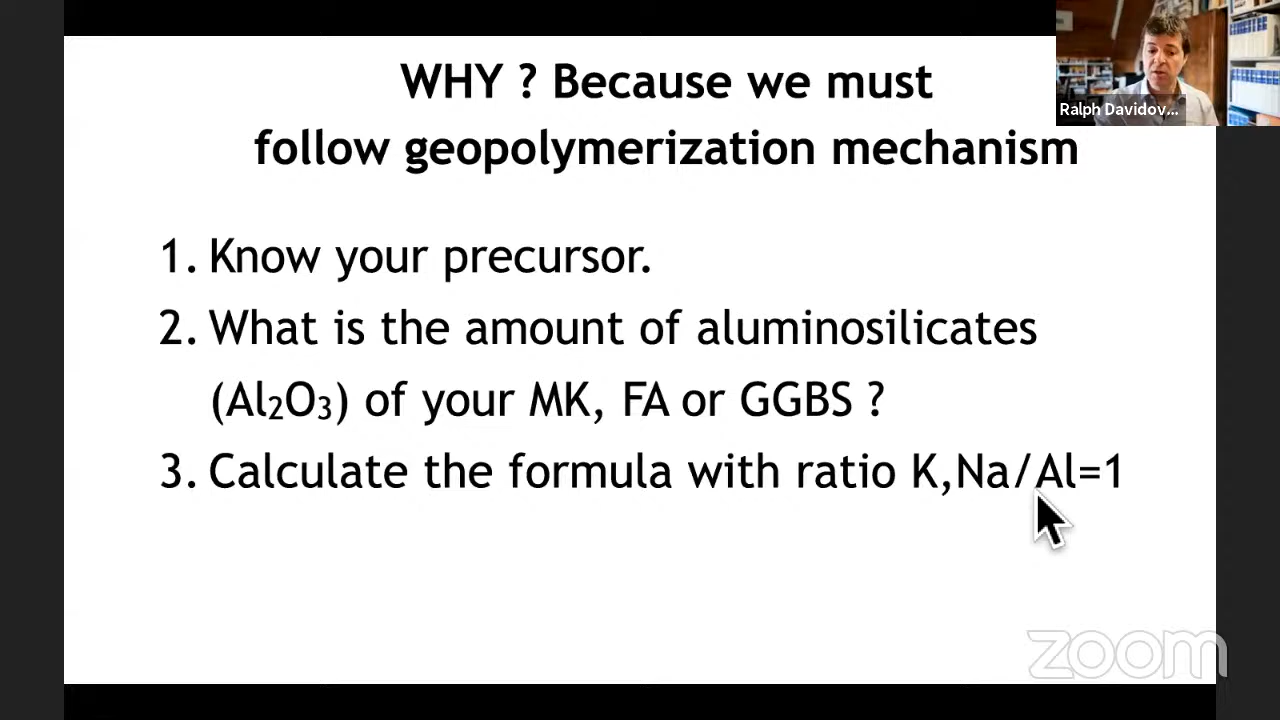 WHY ? Because we must
follow geopolymerization mechanism
Ralph Davidov...
1. Know your precursor.
2. What is the amount of aluminosilicates
(Al₂O₃) of your MK, FA or GGBS ?
3. Calculate the formula with ratio K,Na/Al=1
zoom